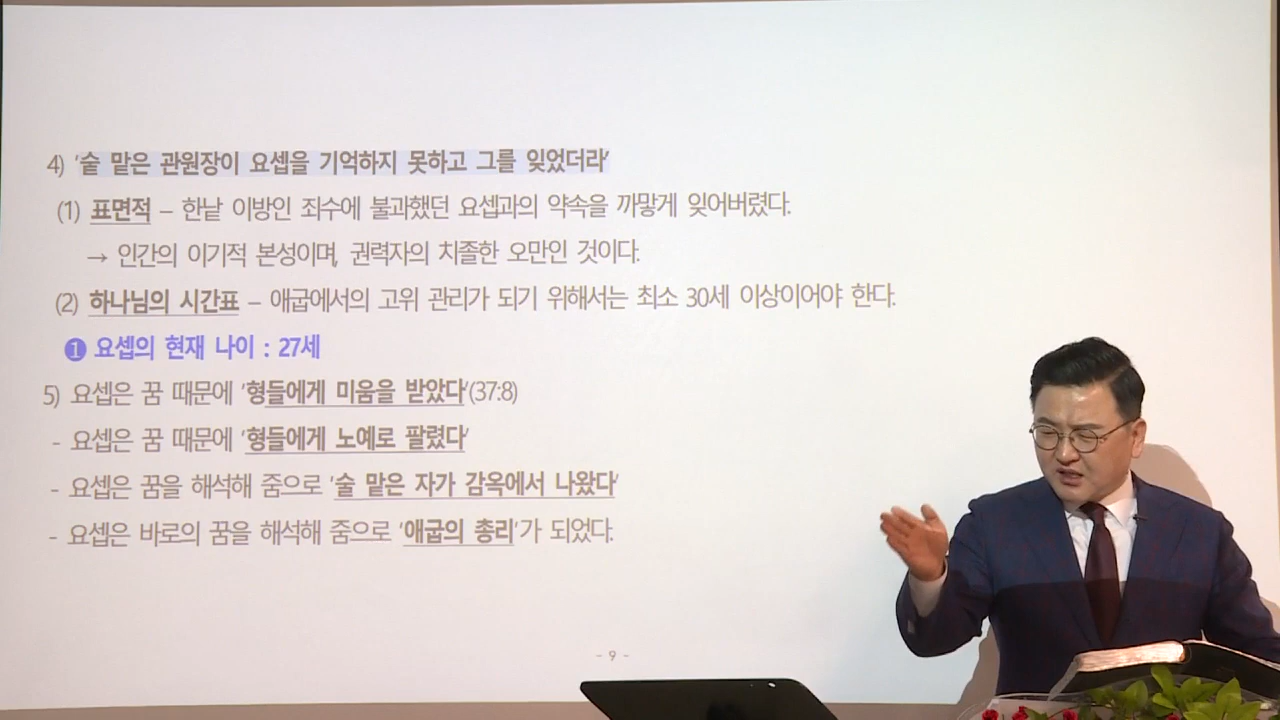 4) '술 맡은 관원장이 요셉을 기억하지 못하고 그를 잊었더라'
(1) 표면적 – 한낱 이방인 죄수에 불과했던 요셉과의 약속을 까맣게 잊어버렸다.
→ 인간의 이기적 본성이며, 권력자의 치졸한 오만인 것이다.
(2) 하나님의 시간표 – 애굽에서의 고위 관리가 되기 위해서는 최소 30세 이상이어야 한다.
❶ 요셉의 현재 나이 : 27세
5) 요셉은 꿈 때문에 '형들에게 미움을 받았다'(37:8)
- 요셉은 꿈 때문에 '형들에게 노예로 팔렸다'
- 요셉은 꿈을 해석해 줌으로 '술 맡은 자가 감옥에서 나왔다'
- 요셉은 바로의 꿈을 해석해 줌으로 '애굽의 총리'가 되었다.
- 9 -